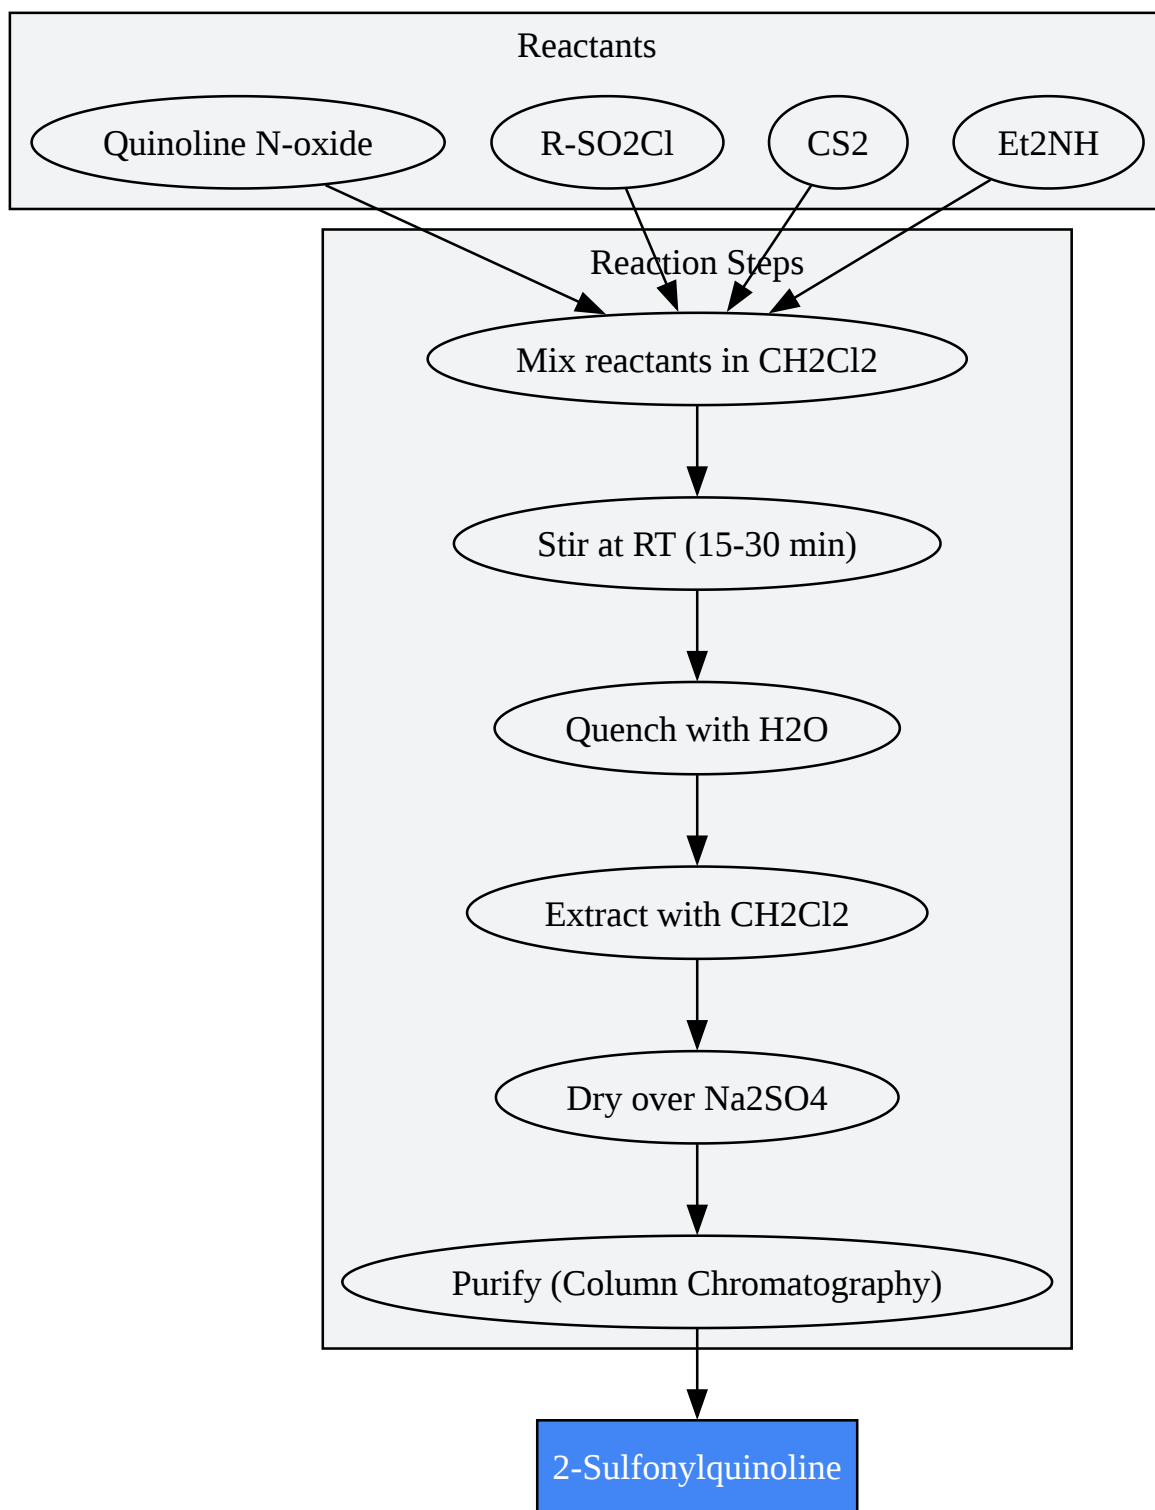 Reactants
Quinoline N-oxide
R-SO2Cl
CS2
Et2NH
Reaction Steps
Mix reactants in CH2Cl2
Stir at RT (15-30 min)
Quench with H2O
Extract with CH2Cl2
Dry over Na2SO4
Purify (Column Chromatography)
2-Sulfonylquinoline